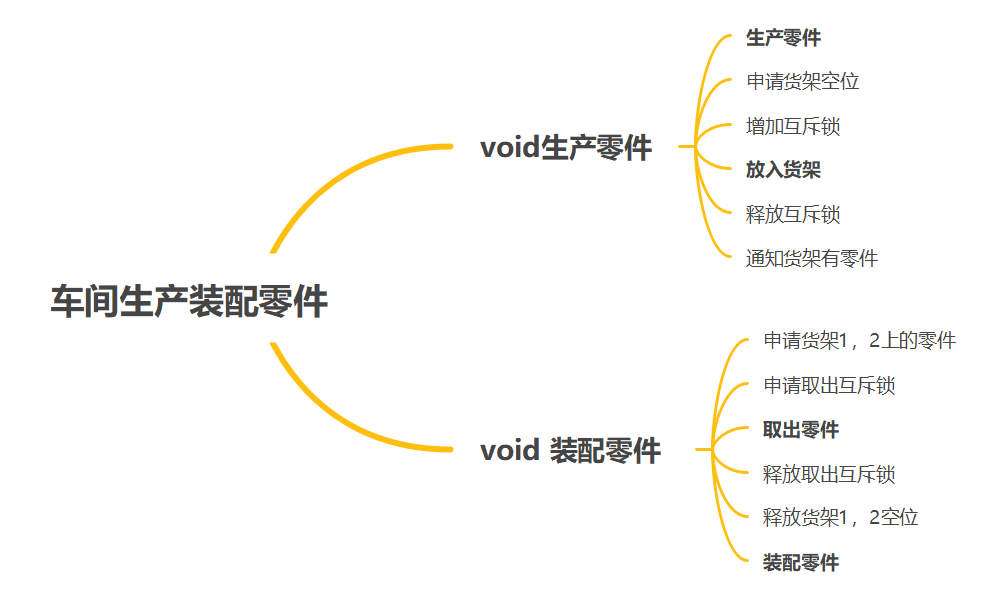 车间生产装配零件
void生产零件
生产零件
申请货架空位
增加互斥锁
放入货架
释放互斥锁
通知货架有零件
void 装配零件
申请货架1，2上的零件
申请取出互斥锁
取出零件
释放取出互斥锁
释放货架1，2空位
装配零件